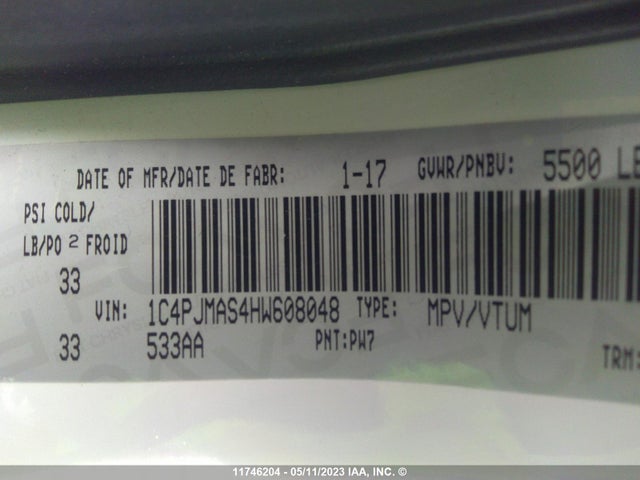 DATE OF MFR/DATE DE FABR: 1-17 GVWR/PNBV: 5500 LB
PSI COLD/
LB/PO 2 FROID
33
VIN: 1C4PJMAS4HW608048 TYPE: MPV/VTUM
33 533AA PNT:PW7 TRM:
11746204 - 05/11/2023 IAA, INC. ©